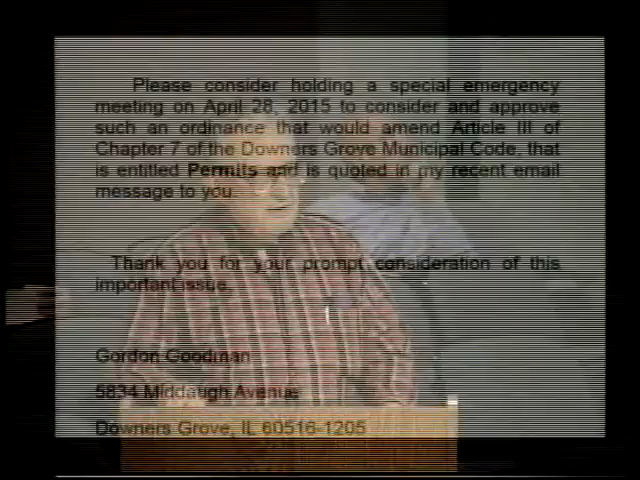 Please consider holding a special emergency
meeting on April 28, 2015 to consider and approve
such an ordinance that would amend Article III of
Chapter 7 of the Downers Grove Municipal Code, that
is entitled Permits and is quoted in my recent email
message to you.
Thank you for your prompt consideration of this
important issue.
Gordon Goodman
5834 Middaugh Avenue
Downers Grove, IL 60516-1205